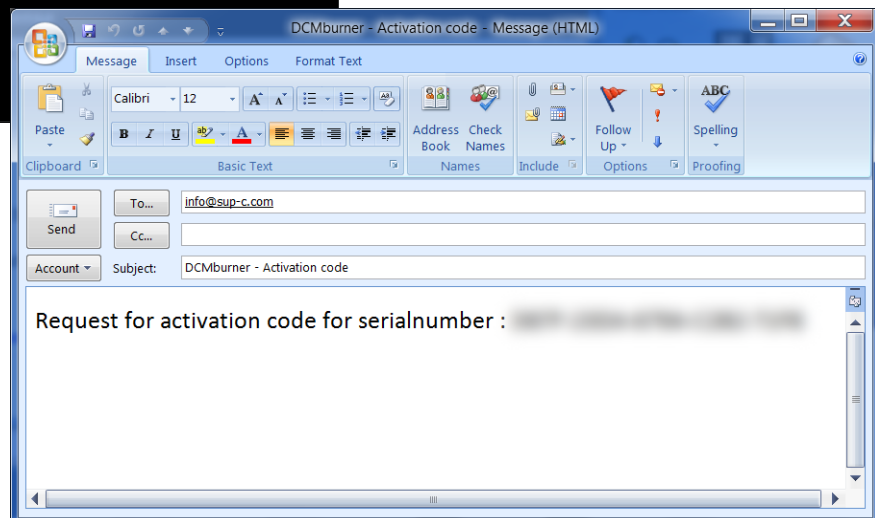 DCMburner - Activation code - Message (HTML)
Message Insert Options Format Text
Calibri 12
Paste
B I U
A
Address Book
Check Names
Follow Up
ABC
Spelling
Clipboard Basic Text Names Include Options Proofing
To... info@sup-c.com
Send
Cc...
Account Subject: DCMburner - Activation code
Request for activation code for serialnumber :